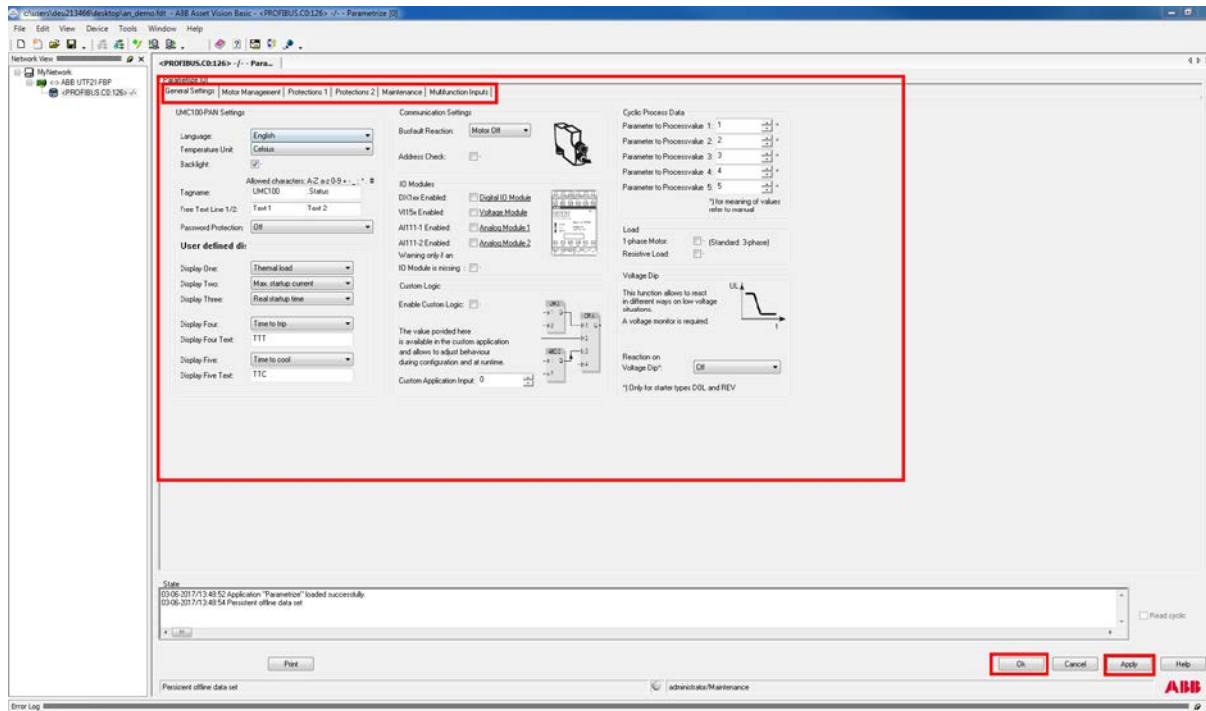 c:\users\deu213466\desktop\an_demo.fdt - ABB Asset Vision Basic - <PROFIBUS.C0:126> -/- - Parametrize [0]
File Edit View Device Tools Window Help
Network View
<PROFIBUS.C0:126> -/- - Para...
MyNetwork
<-> ABB UTF21-FBP
<PROFIBUS.C0:126> -/-
Parametrize [0]
General Settings Motor Management Protections 1 Protections 2 Maintenance Multifunction Inputs
UMC100-PAN Settings
Language: English
Temperature Unit: Celsius
Backlight:
Allowed characters: A-Z a-z 0-9 + - _ : * . #
Tagname: UMC100 Status
Free Text Line 1/2: Text 1 Text 2
Password Protection: Off
User defined di:
Display One: Thermal load
Display Two: Max. startup current
Display Three: Real startup time
Display Four: Time to trip
Display Four Text: TTT
Display Five: Time to cool
Display Five Text: TTC
Communication Settings
Busfault Reaction: Motor Off
Address Check:
IO Modules
DX1xx Enabled: Digital IO Module
VI15x Enabled: Voltage Module
AI111-1 Enabled: Analog Module 1
AI111-2 Enabled: Analog Module 2
Warning only if an
IO Module is missing :
Custom Logic
Enable Custom Logic:
The value porided here
is available in the custom application
and allows to adjust behaviour
during configuration and at runtime.
Custom Application Input: 0
Cyclic Process Data
Parameter to Processvalue 1: 1 *
Parameter to Processvalue 2: 2 *
Parameter to Processvalue 3: 3 *
Parameter to Processvalue 4: 4 *
Parameter to Processvalue 5: 5 *
*) for meaning of values
refer to manual
Load
1-phase Motor: (Standard: 3-phase)
Resistive Load:
Voltage Dip
This function allows to react
in different ways on low voltage
situations.
A voltage monitor is required.
UL
t
Reaction on
Voltage Dip*: Off
*) Only for starter types DOL and REV
State
03-06-2017/13:48:52 Application "Parametrize" loaded successfully.
03-06-2017/13:48:54 Persistent offline data set
Read cyclic
Print Ok Cancel Apply Help
Persistent offline data set administrator/Maintenance ABB
Error Log